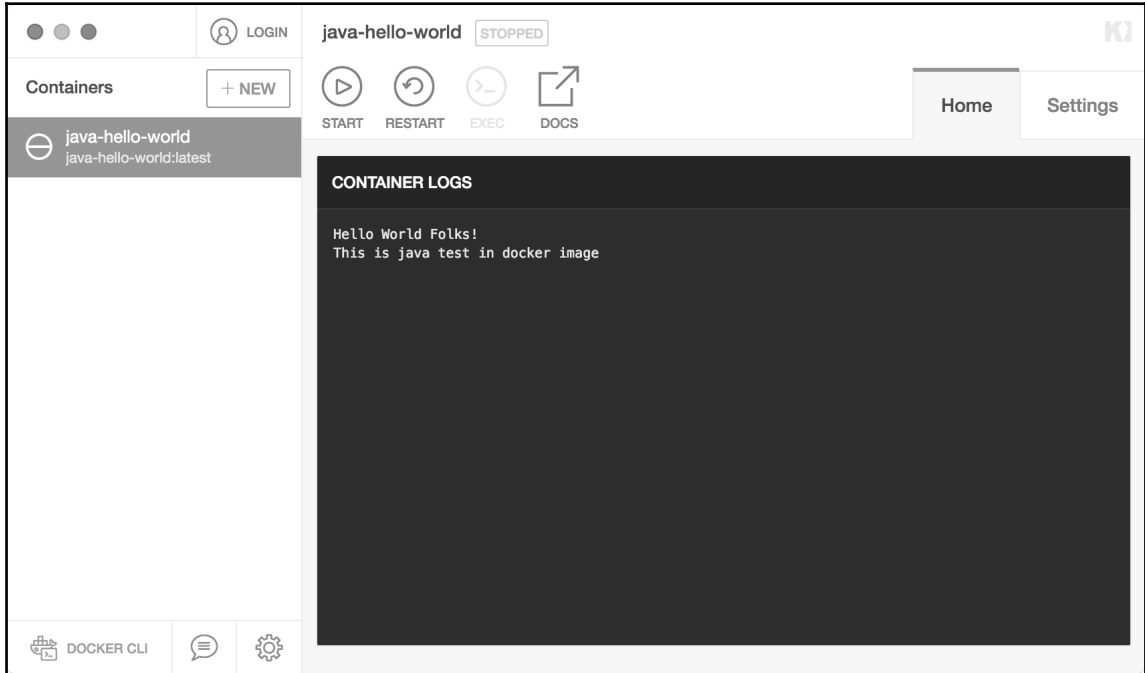 LOGIN
java-hello-world STOPPED
Containers
+ NEW
START RESTART EXEC DOCS
Home Settings
java-hello-world
java-hello-world:latest
CONTAINER LOGS
Hello World Folks!
This is java test in docker image
DOCKER CLI